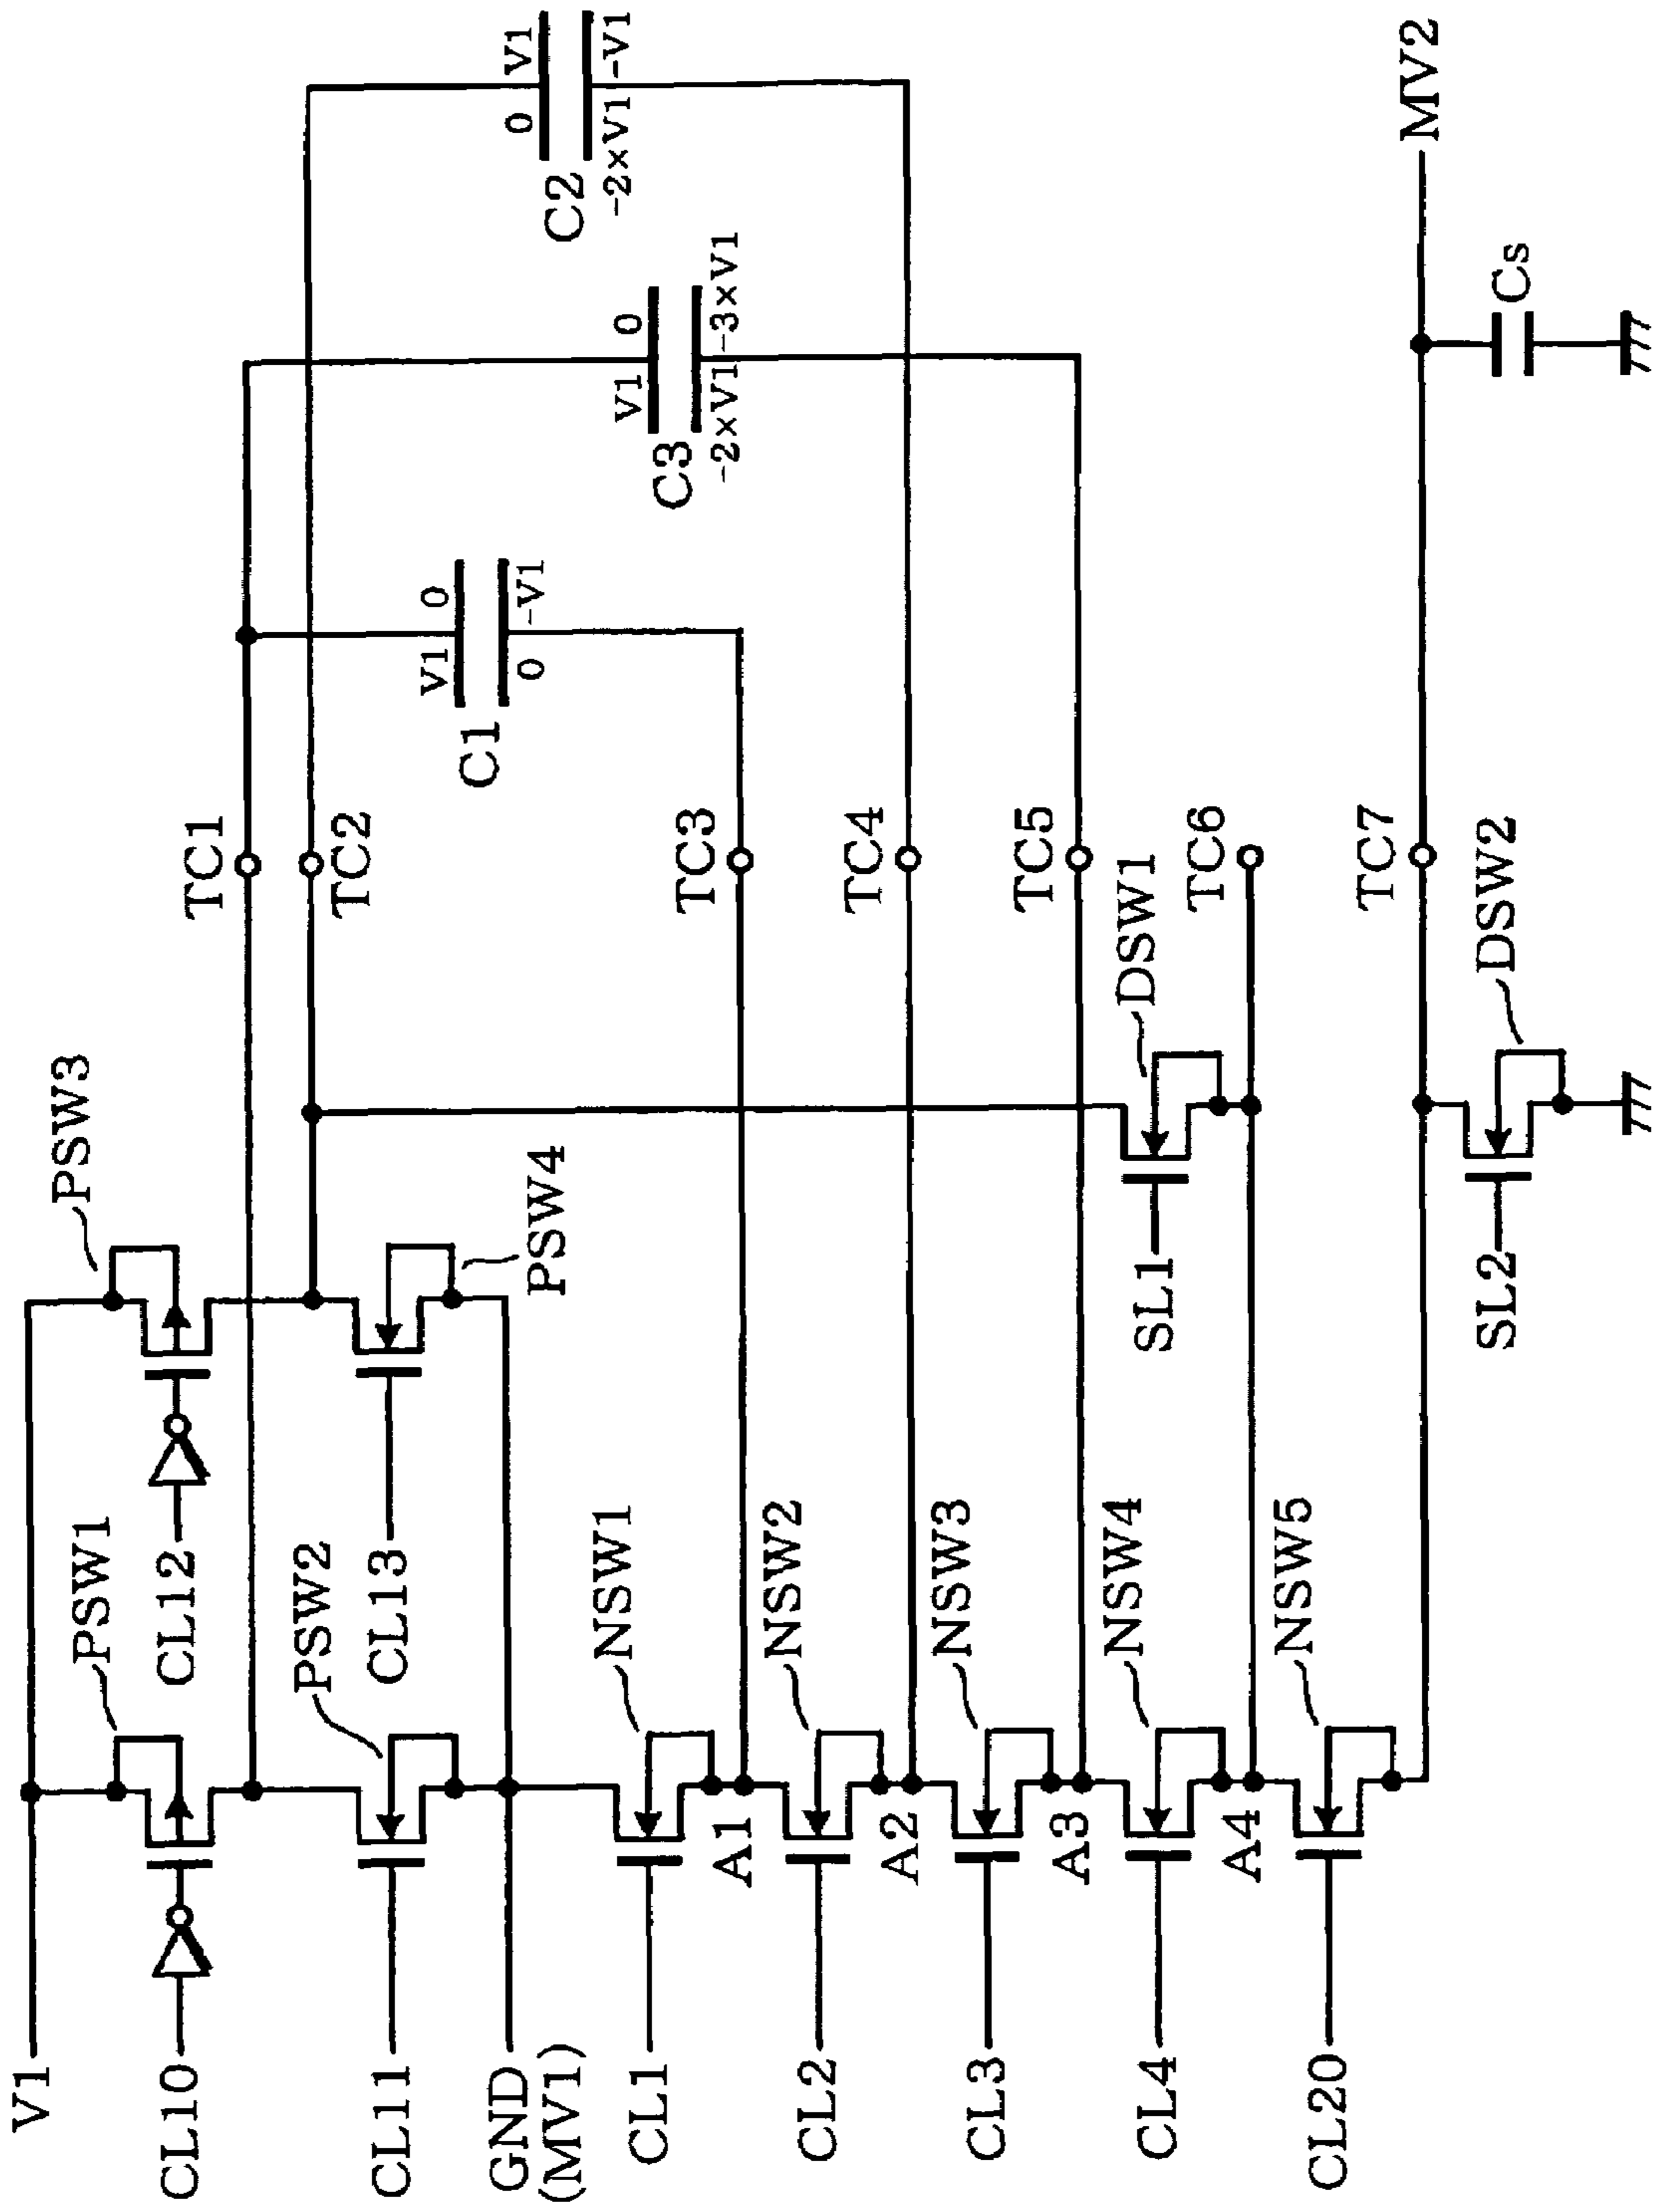 V1
CL10
PSW1
CL12
PSW3
CL11
PSW2
CL13
PSW4
GND
(MV1)
TC1
TC2
C1
V1 0
0 -V1
C3
V1 0
-2×V1 -3×V1
C2
0 V1
-2×V1 -V1
CL1
NSW1
A1
TC3
CL2
NSW2
A2
TC4
CL3
NSW3
A3
TC5
SL1
DSW1
CL4
NSW4
A4
TC6
CL20
NSW5
TC7
MV2
SL2
DSW2
Cs